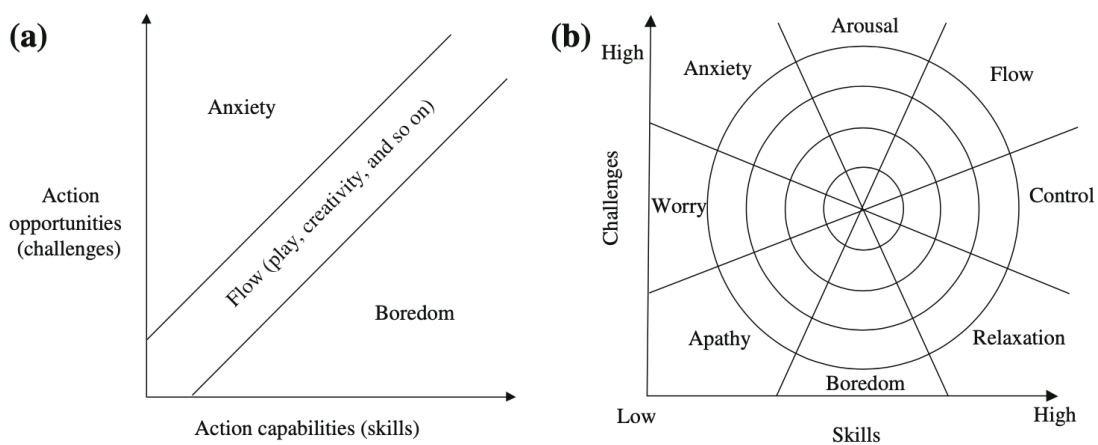 (a)
Anxiety
Flow (play, creativity, and so on)
Boredom
Action
opportunities
(challenges)
Action capabilities (skills)
(b)
High
Challenges
Arousal
Anxiety
Flow
Worry
Control
Apathy
Relaxation
Boredom
Low
High
Skills